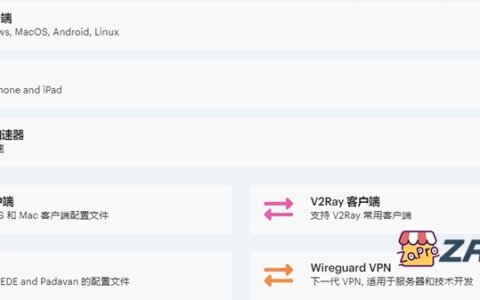 端
ws, MacOS, Android, Linux
hone and iPad
速器
速
户端
S 和 Mac 客户端配置文件
V2Ray 客户端
支持 V2Ray 常用客户端
EDE and Padavan 的配置文件
Wireguard VPN
下一代 VPN, 适用于服务器和技术开发
ZaPro